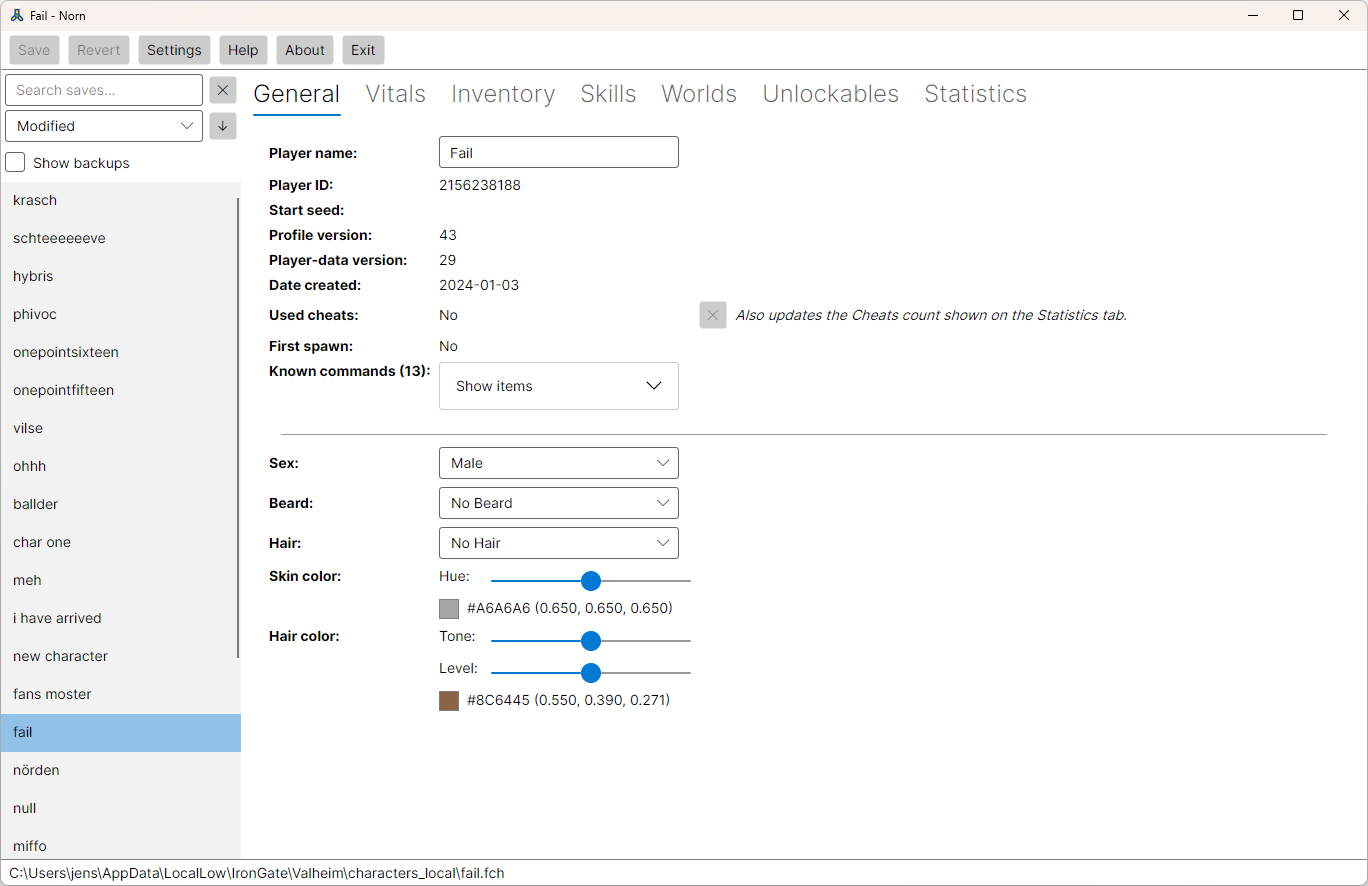 Fail - Norn
Save Revert Settings Help About Exit
Search saves...
Modified
Show backups
krasch
schteeeeeeve
hybris
phivoc
onepointsixteen
onepointfifteen
vilse
ohhh
ballder
char one
meh
i have arrived
new character
fans moster
fail
nörden
null
miffo
General Vitals Inventory Skills Worlds Unlockables Statistics
Player name: Fail
Player ID: 2156238188
Start seed:
Profile version: 43
Player-data version: 29
Date created: 2024-01-03
Used cheats: No Also updates the Cheats count shown on the Statistics tab.
First spawn: No
Known commands (13): Show items
Sex: Male
Beard: No Beard
Hair: No Hair
Skin color: Hue:
#A6A6A6 (0.650, 0.650, 0.650)
Hair color: Tone:
Level:
#8C6445 (0.550, 0.390, 0.271)
C:\Users\jens\AppData\LocalLow\IronGate\Valheim\characters_local\fail.fch